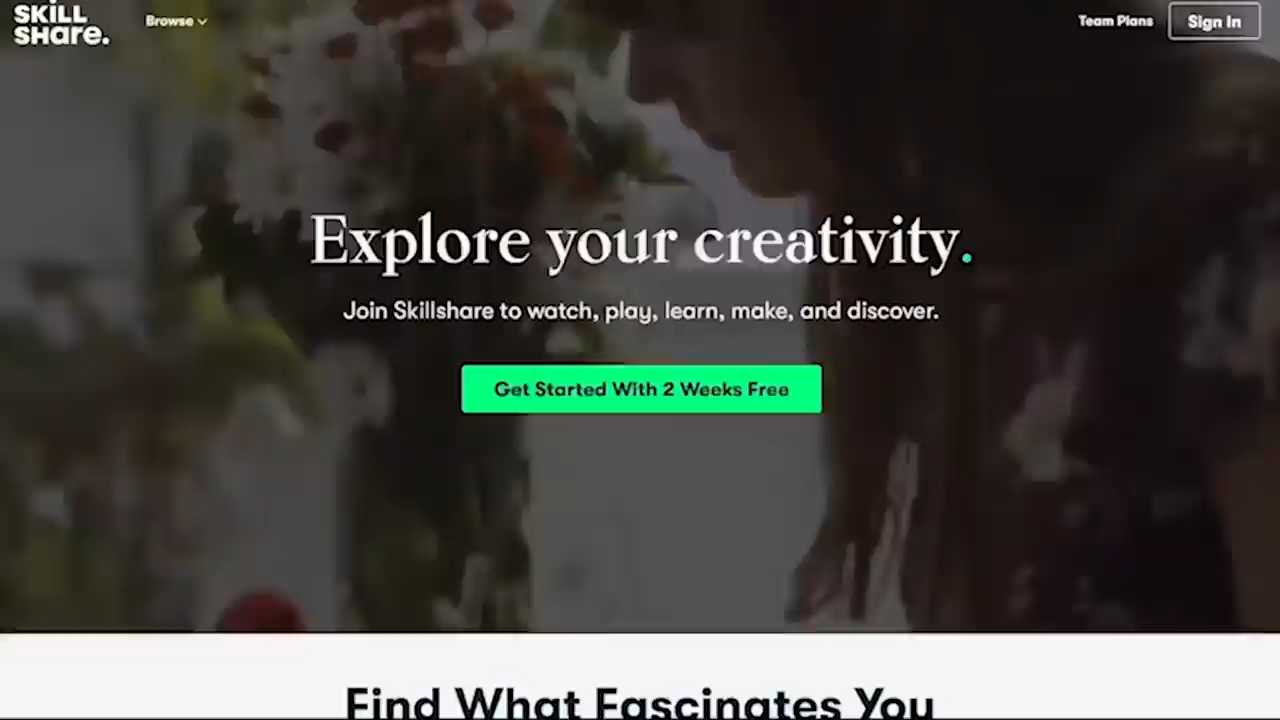 SKILL
SHare.
Browse
Team Plans
Sign In
Explore your creativity.
Join Skillshare to watch, play, learn, make, and discover.
Get Started With 2 Weeks Free
Find What Fascinates You